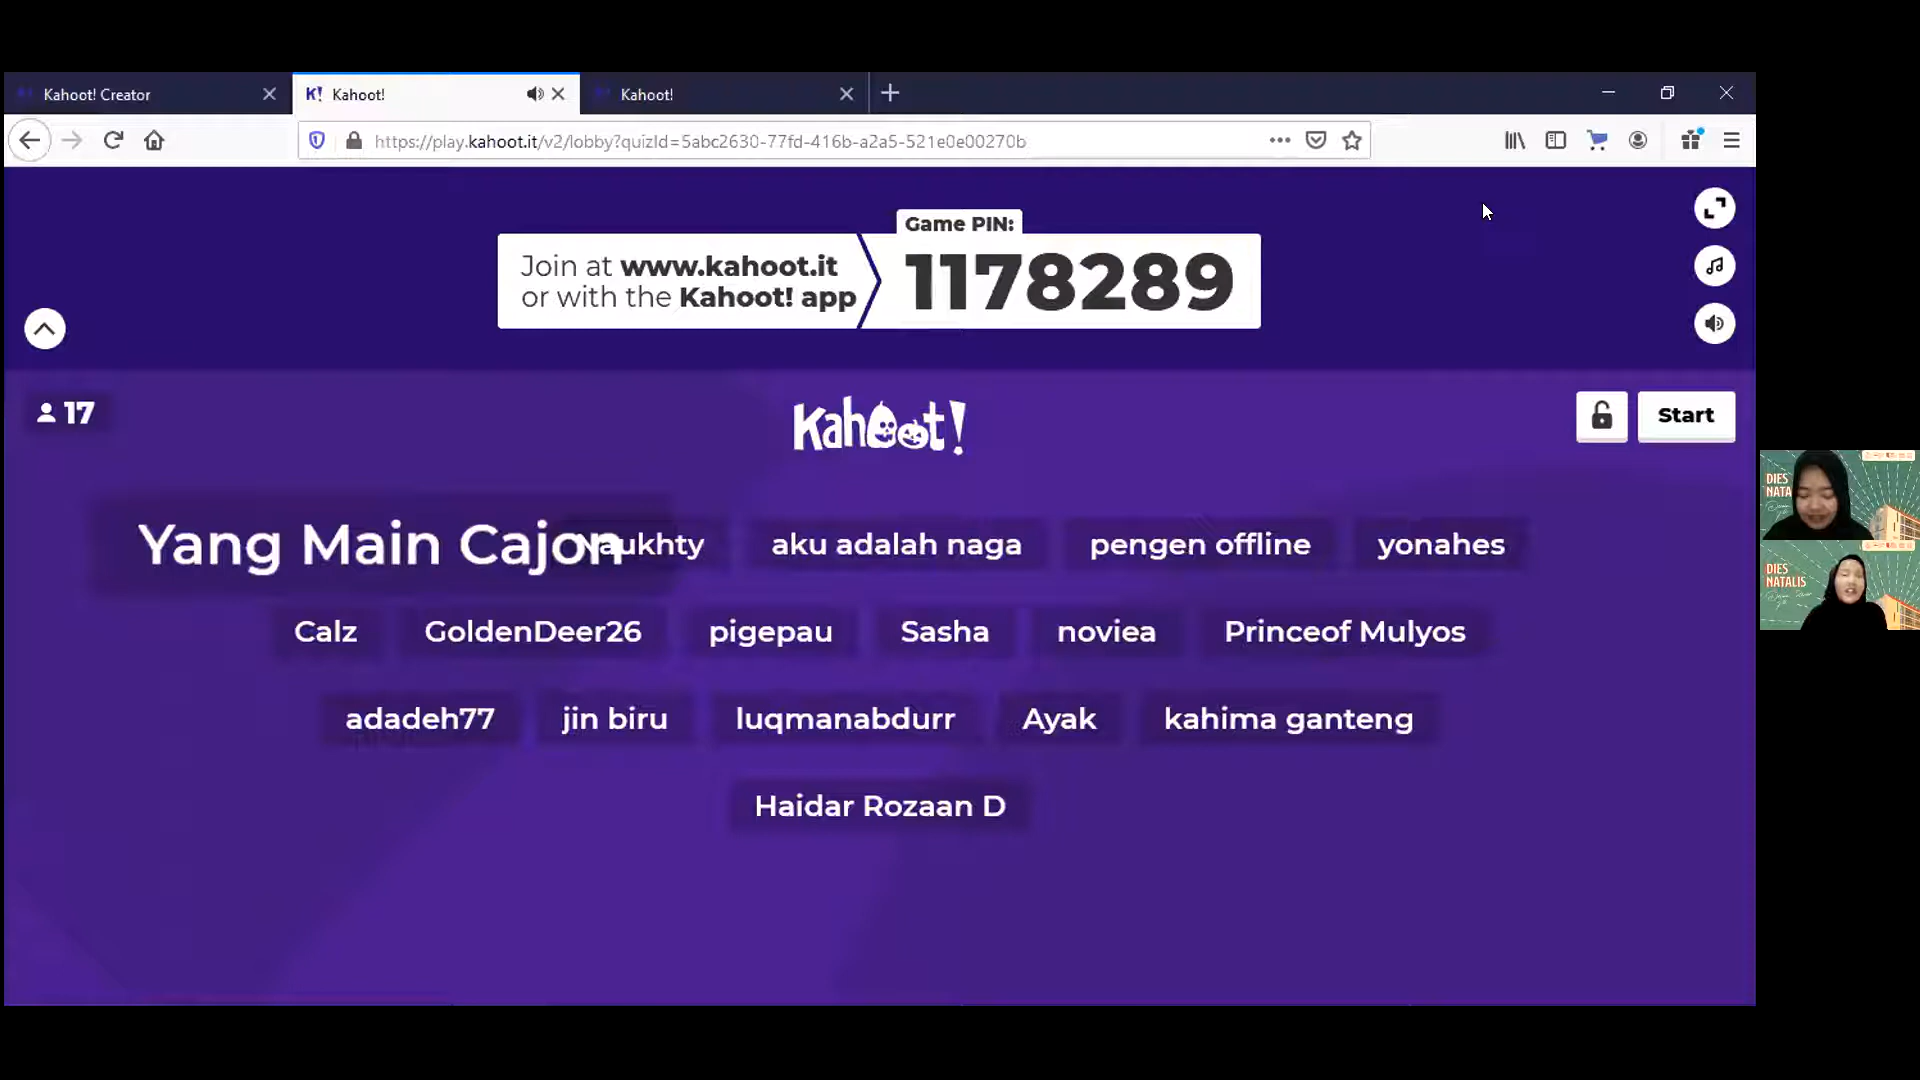 Kahoot! Creator
K! Kahoot!
Kahoot!
https://play.kahoot.it/v2/lobby?quizId=5abc2630-77fd-416b-a2a5-521e0e00270b
Game PIN:
Join at www.kahoot.it
or with the Kahoot! app
1178289
17
Kahoot!
Start
Yang Main Cajon
aku adalah naga
pengen offline
yonahes
Calz
GoldenDeer26
pigepau
Sasha
noviea
Princeof Mulyos
adadeh77
jin biru
luqmanabdurr
Ayak
kahima ganteng
Haidar Rozaan D
DIES
NATA
DIES
NATALIS